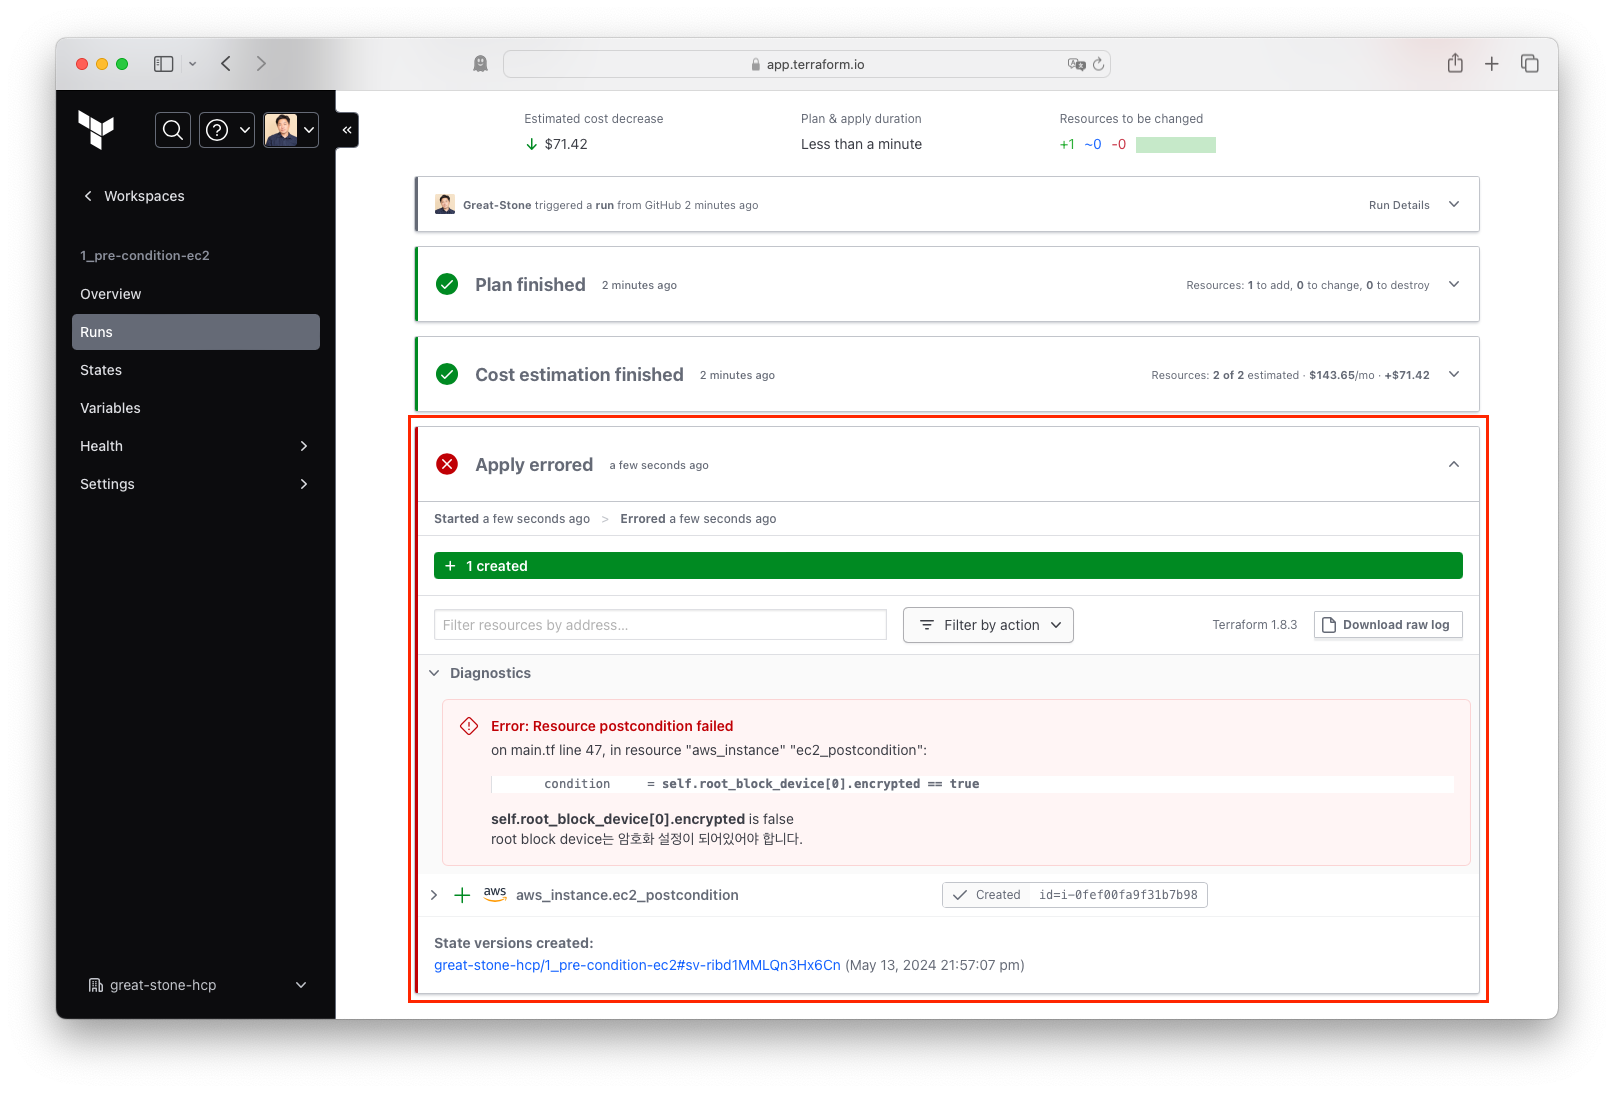 app.terraform.io
Workspaces
1_pre-condition-ec2
Overview
Runs
States
Variables
Health
Settings
great-stone-hcp
Estimated cost decrease
$71.42
Plan & apply duration
Less than a minute
Resources to be changed
+1 ~0 -0
Great-Stone triggered a run from GitHub 2 minutes ago
Run Details
Plan finished 2 minutes ago
Resources: 1 to add, 0 to change, 0 to destroy
Cost estimation finished 2 minutes ago
Resources: 2 of 2 estimated · $143.65/mo · +$71.42
Apply errored a few seconds ago
Started a few seconds ago > Errored a few seconds ago
+ 1 created
Filter resources by address...
Filter by action
Terraform 1.8.3
Download raw log
Diagnostics
Error: Resource postcondition failed
on main.tf line 47, in resource "aws_instance" "ec2_postcondition":
condition = self.root_block_device[0].encrypted == true
self.root_block_device[0].encrypted is false
root block device는 암호화 설정이 되어있어야 합니다.
aws aws_instance.ec2_postcondition
Created id=i-0fef00fa9f31b7b98
State versions created:
great-stone-hcp/1_pre-condition-ec2#sv-ribd1MMLQn3Hx6Cn (May 13, 2024 21:57:07 pm)